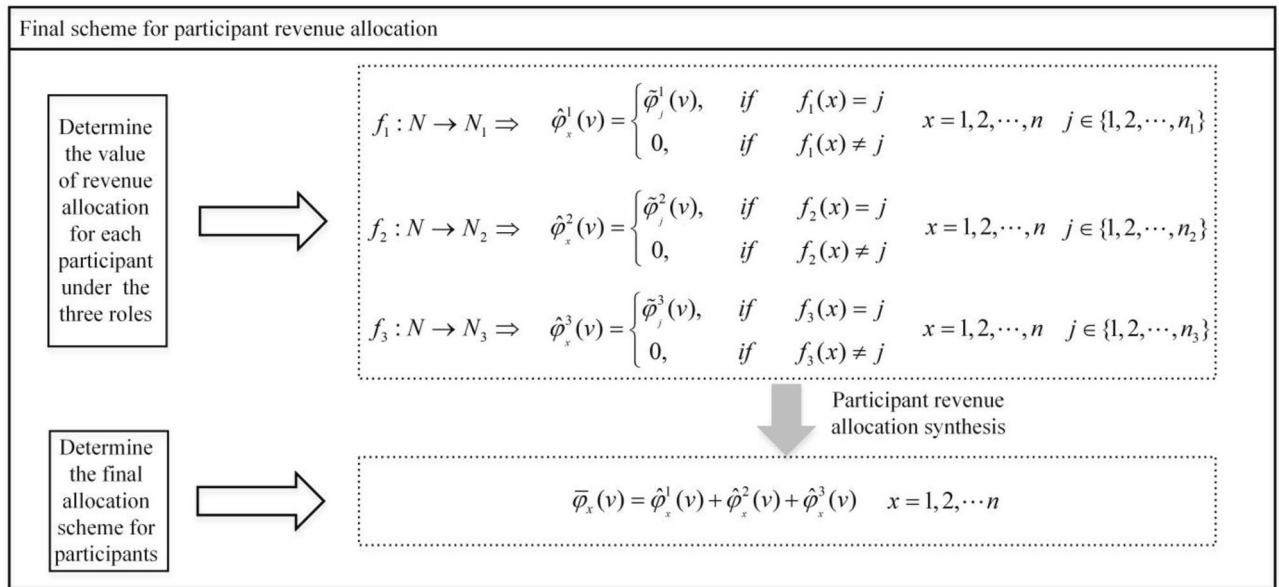 Final scheme for participant revenue allocation
Determine
the value
of revenue
allocation
for each
participant
under the
three roles
f₁ : N → N₁ ⇒ φ̂ₓ¹(v) = { φ̃ⱼ¹(v), if f₁(x) = j
0, if f₁(x) ≠ j
x = 1, 2, ⋯, n j ∈ {1, 2, ⋯, n₁}
f₂ : N → N₂ ⇒ φ̂ₓ²(v) = { φ̃ⱼ²(v), if f₂(x) = j
0, if f₂(x) ≠ j
x = 1, 2, ⋯, n j ∈ {1, 2, ⋯, n₂}
f₃ : N → N₃ ⇒ φ̂ₓ³(v) = { φ̃ⱼ³(v), if f₃(x) = j
0, if f₃(x) ≠ j
x = 1, 2, ⋯, n j ∈ {1, 2, ⋯, n₃}
Participant revenue
allocation synthesis
Determine
the final
allocation
scheme for
participants
φ̄ₓ(v) = φ̂ₓ¹(v) + φ̂ₓ²(v) + φ̂ₓ³(v) x = 1, 2, ⋯ n